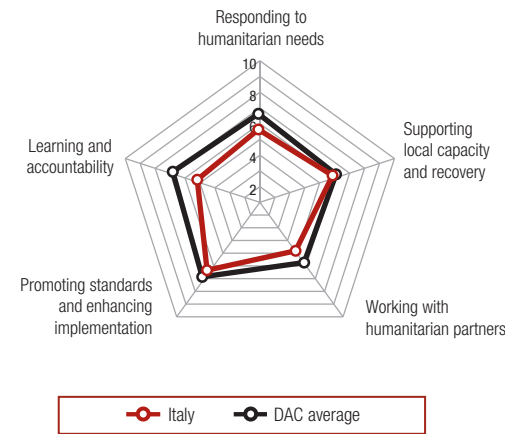 Responding to
humanitarian needs
10
8
6
4
2
Supporting
local capacity
and recovery
Learning and
accountability
Promoting standards
and enhancing
implementation
Working with
humanitarian partners
Italy
DAC average